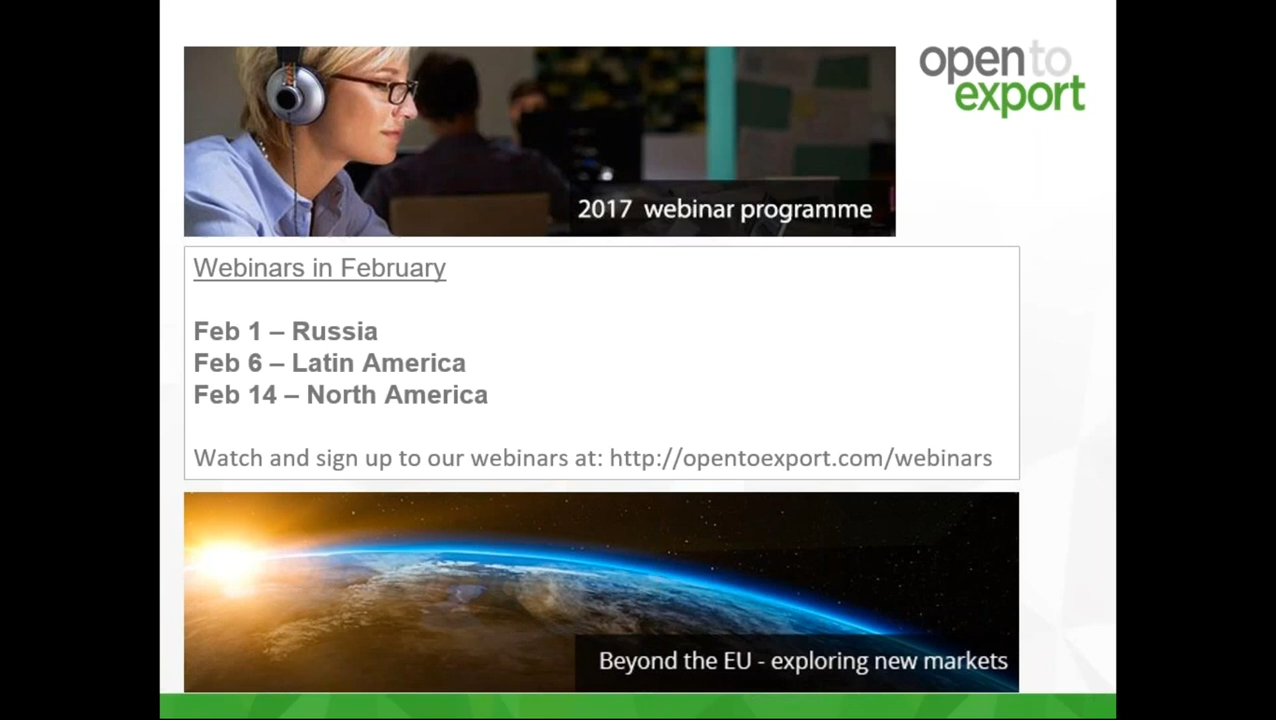 open to
export
2017 webinar programme
Webinars in February
Feb 1 – Russia
Feb 6 – Latin America
Feb 14 – North America
Watch and sign up to our webinars at: http://opentoexport.com/webinars
Beyond the EU - exploring new markets